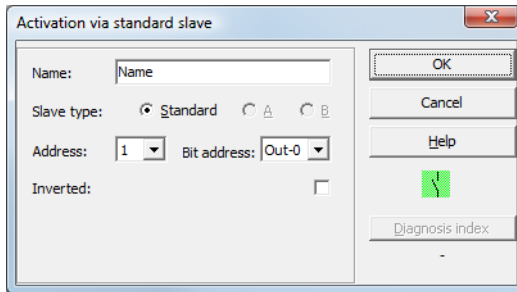 Activation via standard slave
Name: Name
Slave type: Standard A B
Address: 1 Bit address: Out-0
Inverted:
OK
Cancel
Help
Diagnosis index
-